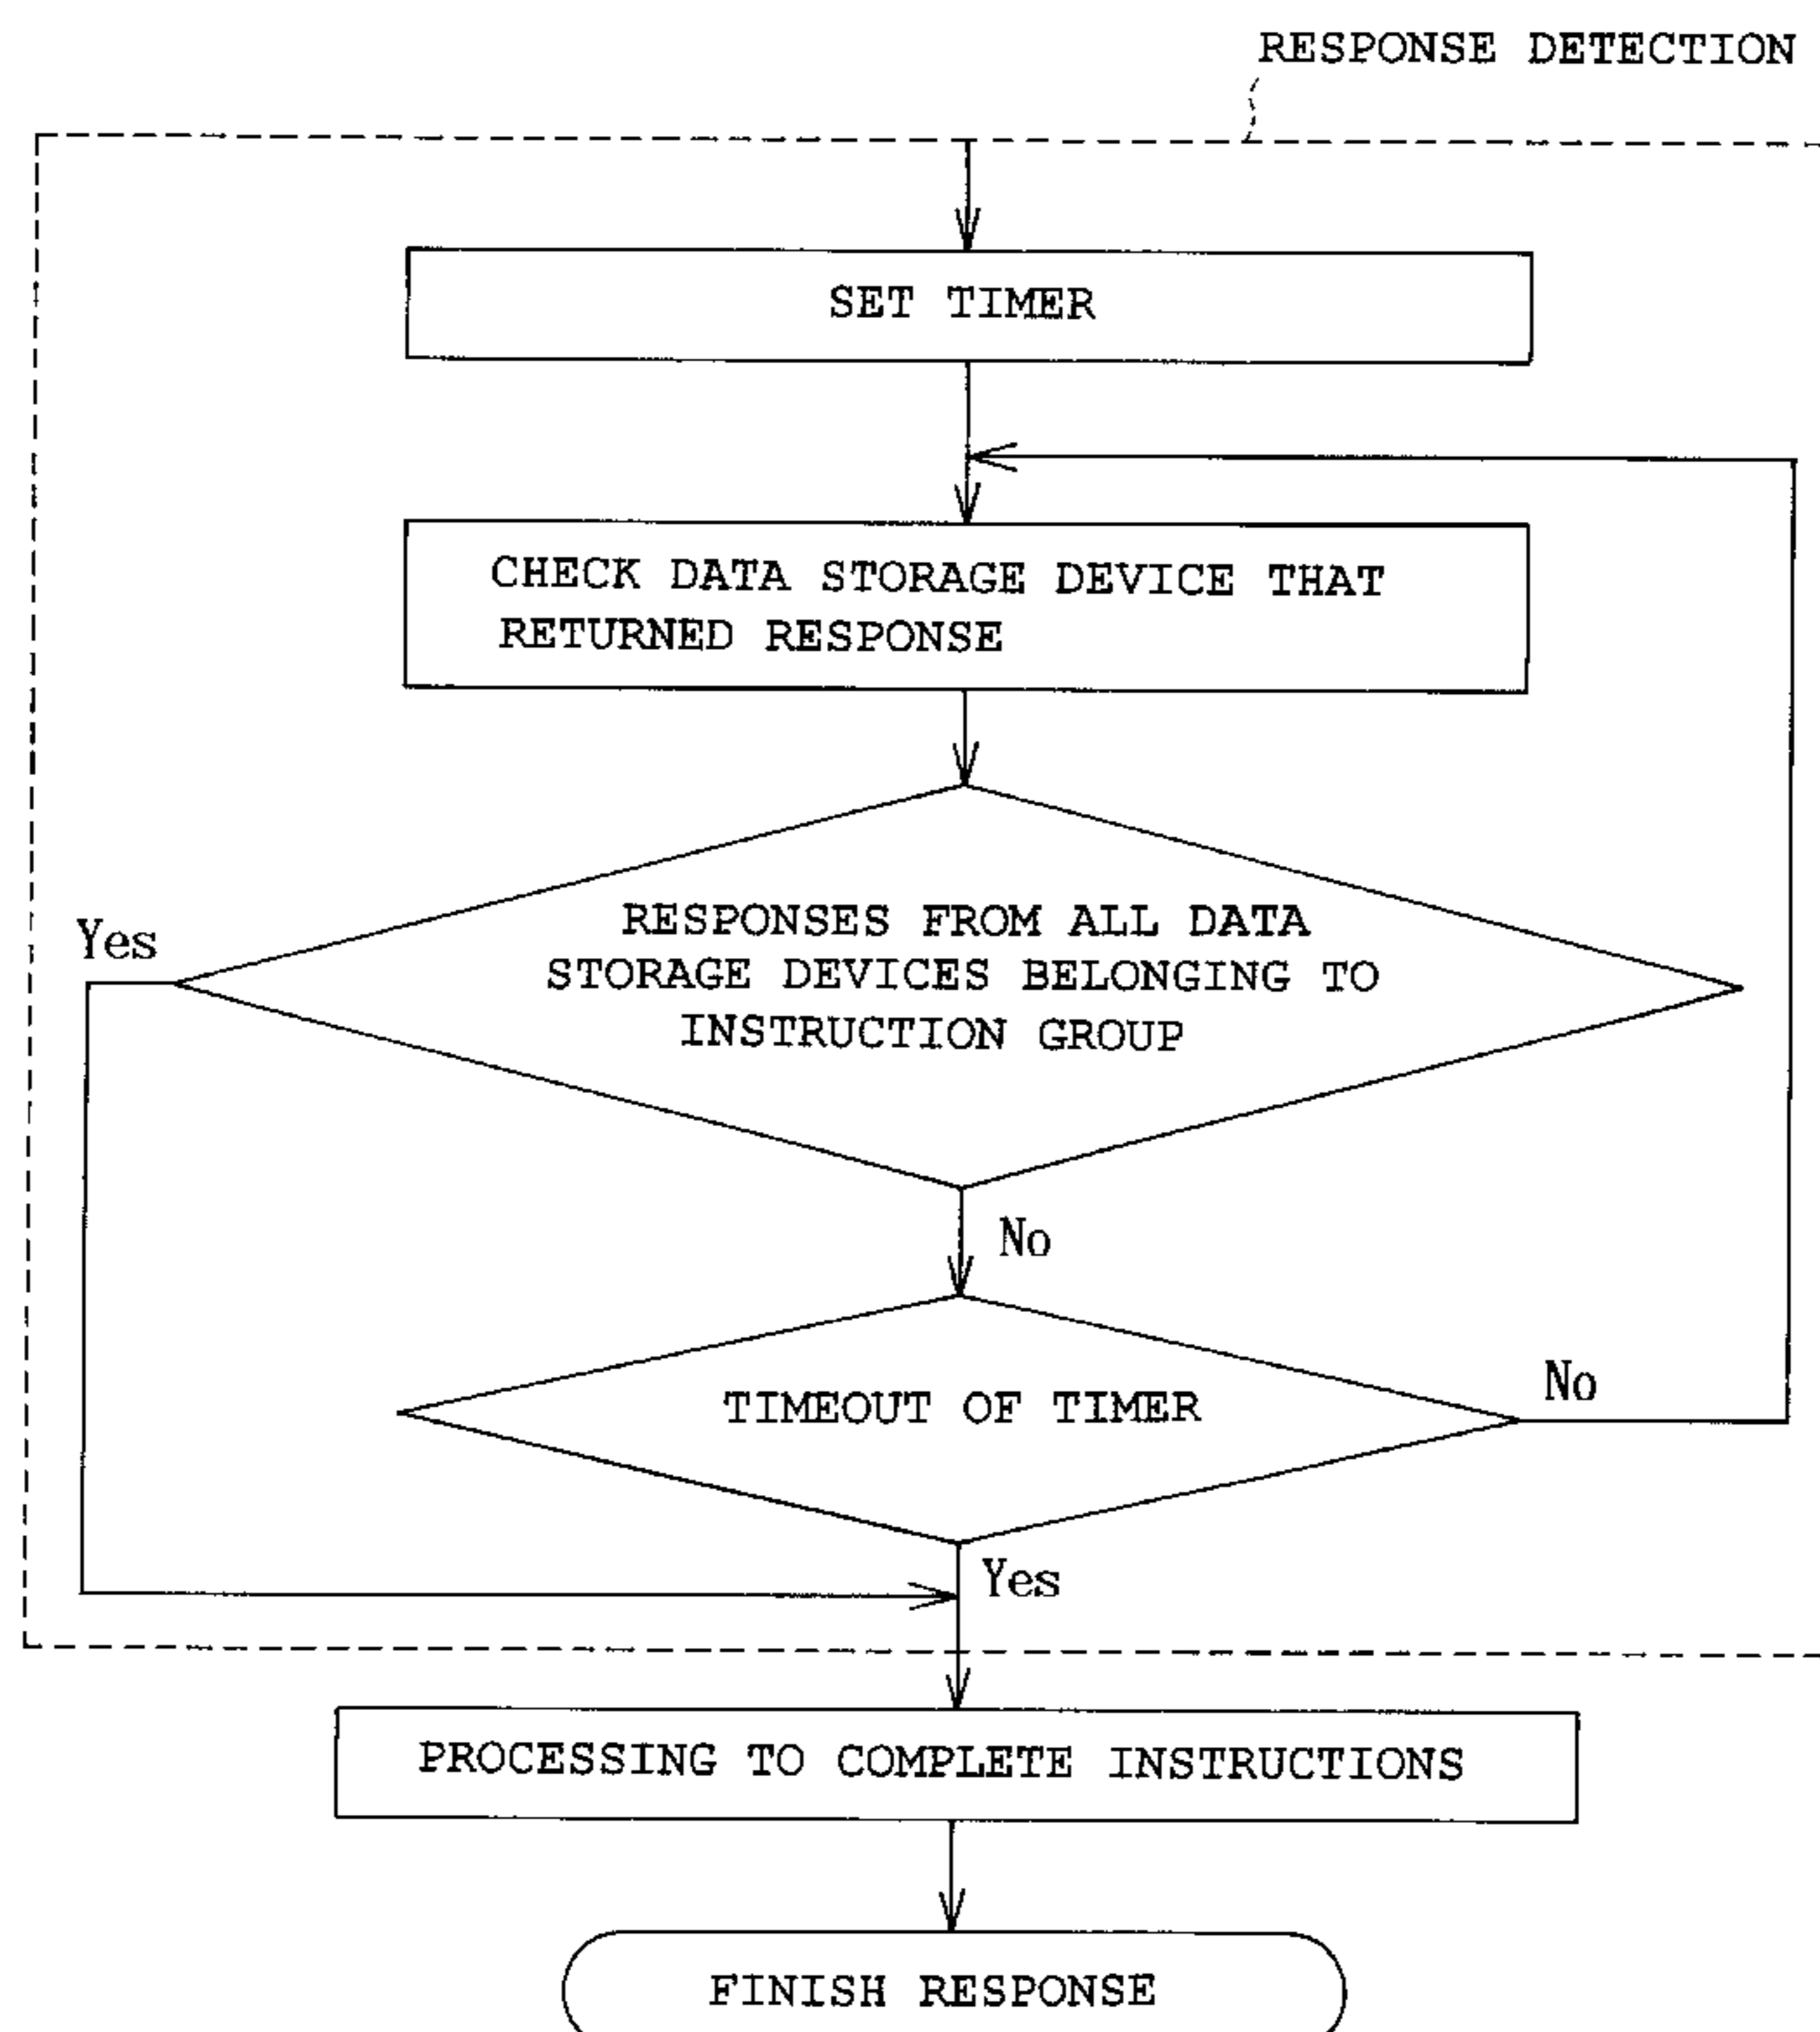 RESPONSE DETECTION
SET TIMER
CHECK DATA STORAGE DEVICE THAT
RETURNED RESPONSE
Yes
RESPONSES FROM ALL DATA
STORAGE DEVICES BELONGING TO
INSTRUCTION GROUP
No
TIMEOUT OF TIMER
No
Yes
PROCESSING TO COMPLETE INSTRUCTIONS
FINISH RESPONSE